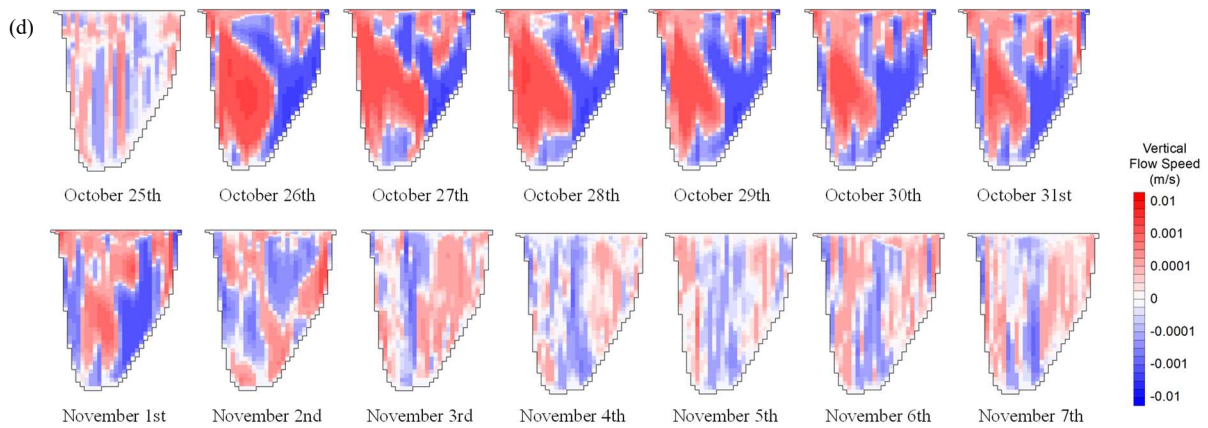 (d)
October 25th
October 26th
October 27th
October 28th
October 29th
October 30th
October 31st
Vertical
Flow Speed
(m/s)
0.01
0.001
0.0001
0
-0.0001
-0.001
-0.01
November 1st
November 2nd
November 3rd
November 4th
November 5th
November 6th
November 7th